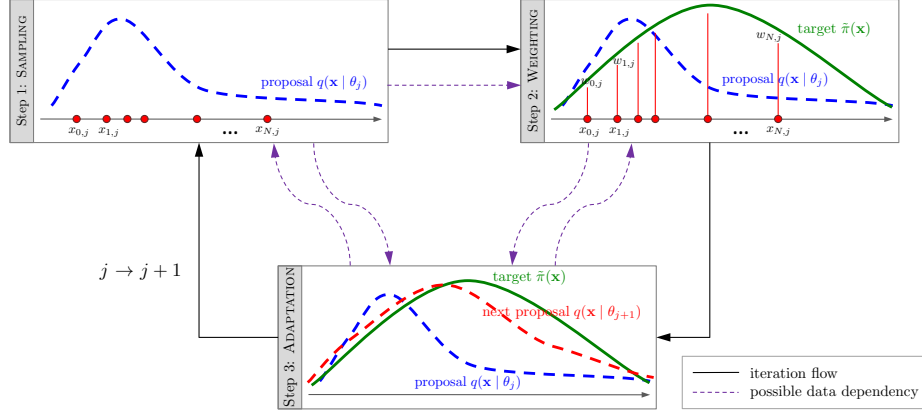 Step 1: Sampling
proposal q(x | θ_j)
x_{0,j} x_{1,j} ... x_{N,j}
Step 2: Weighting
target π̃(x)
w_{0,j} w_{1,j} w_{N,j}
proposal q(x | θ_j)
x_{0,j} x_{1,j} ... x_{N,j}
j → j + 1
Step 3: Adaptation
target π̃(x)
next proposal q(x | θ_{j+1})
proposal q(x | θ_j)
iteration flow
possible data dependency